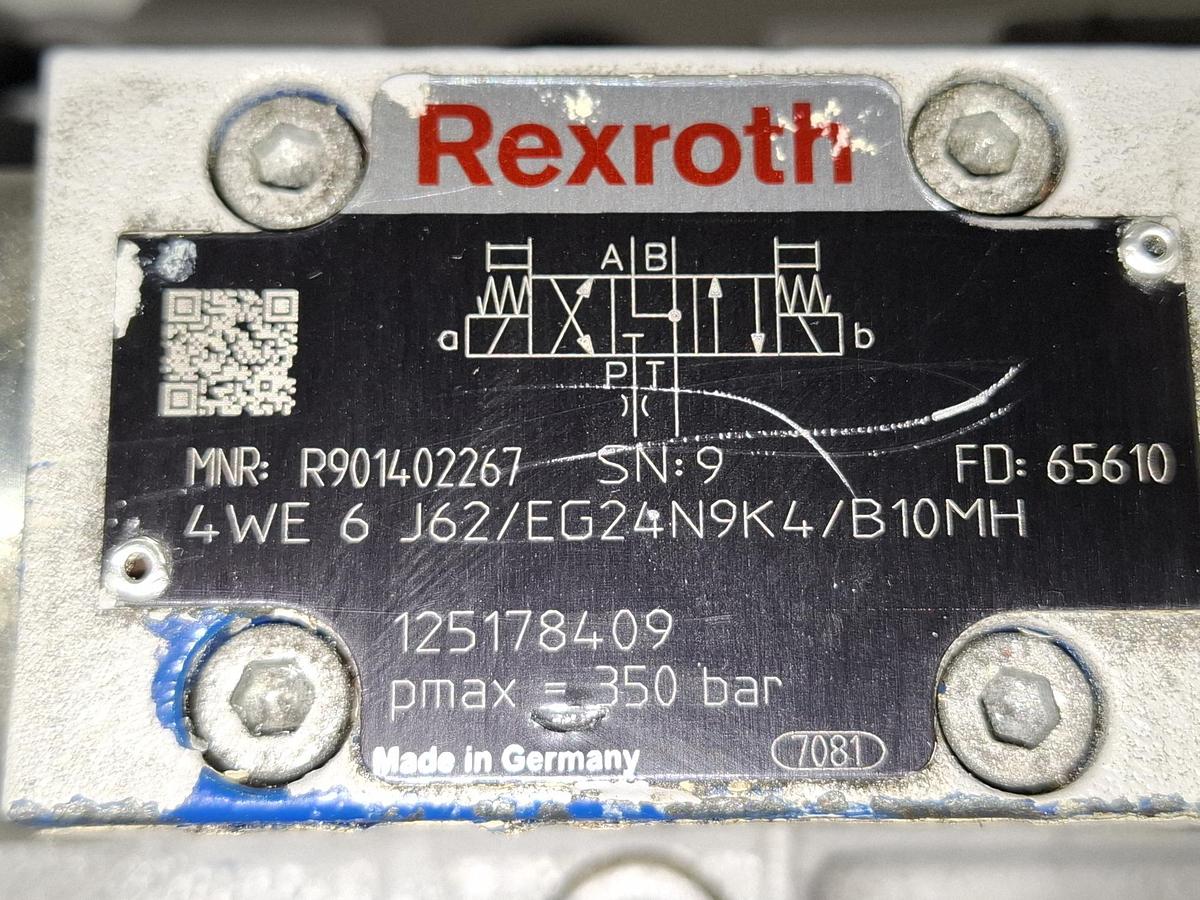 Rexroth
A B
a b
T
P T
MNR: R901402267 SN: 9 FD: 65610
4WE 6 J62/EG24N9K4/B10MH
125178409
pmax = 350 bar
Made in Germany 7081